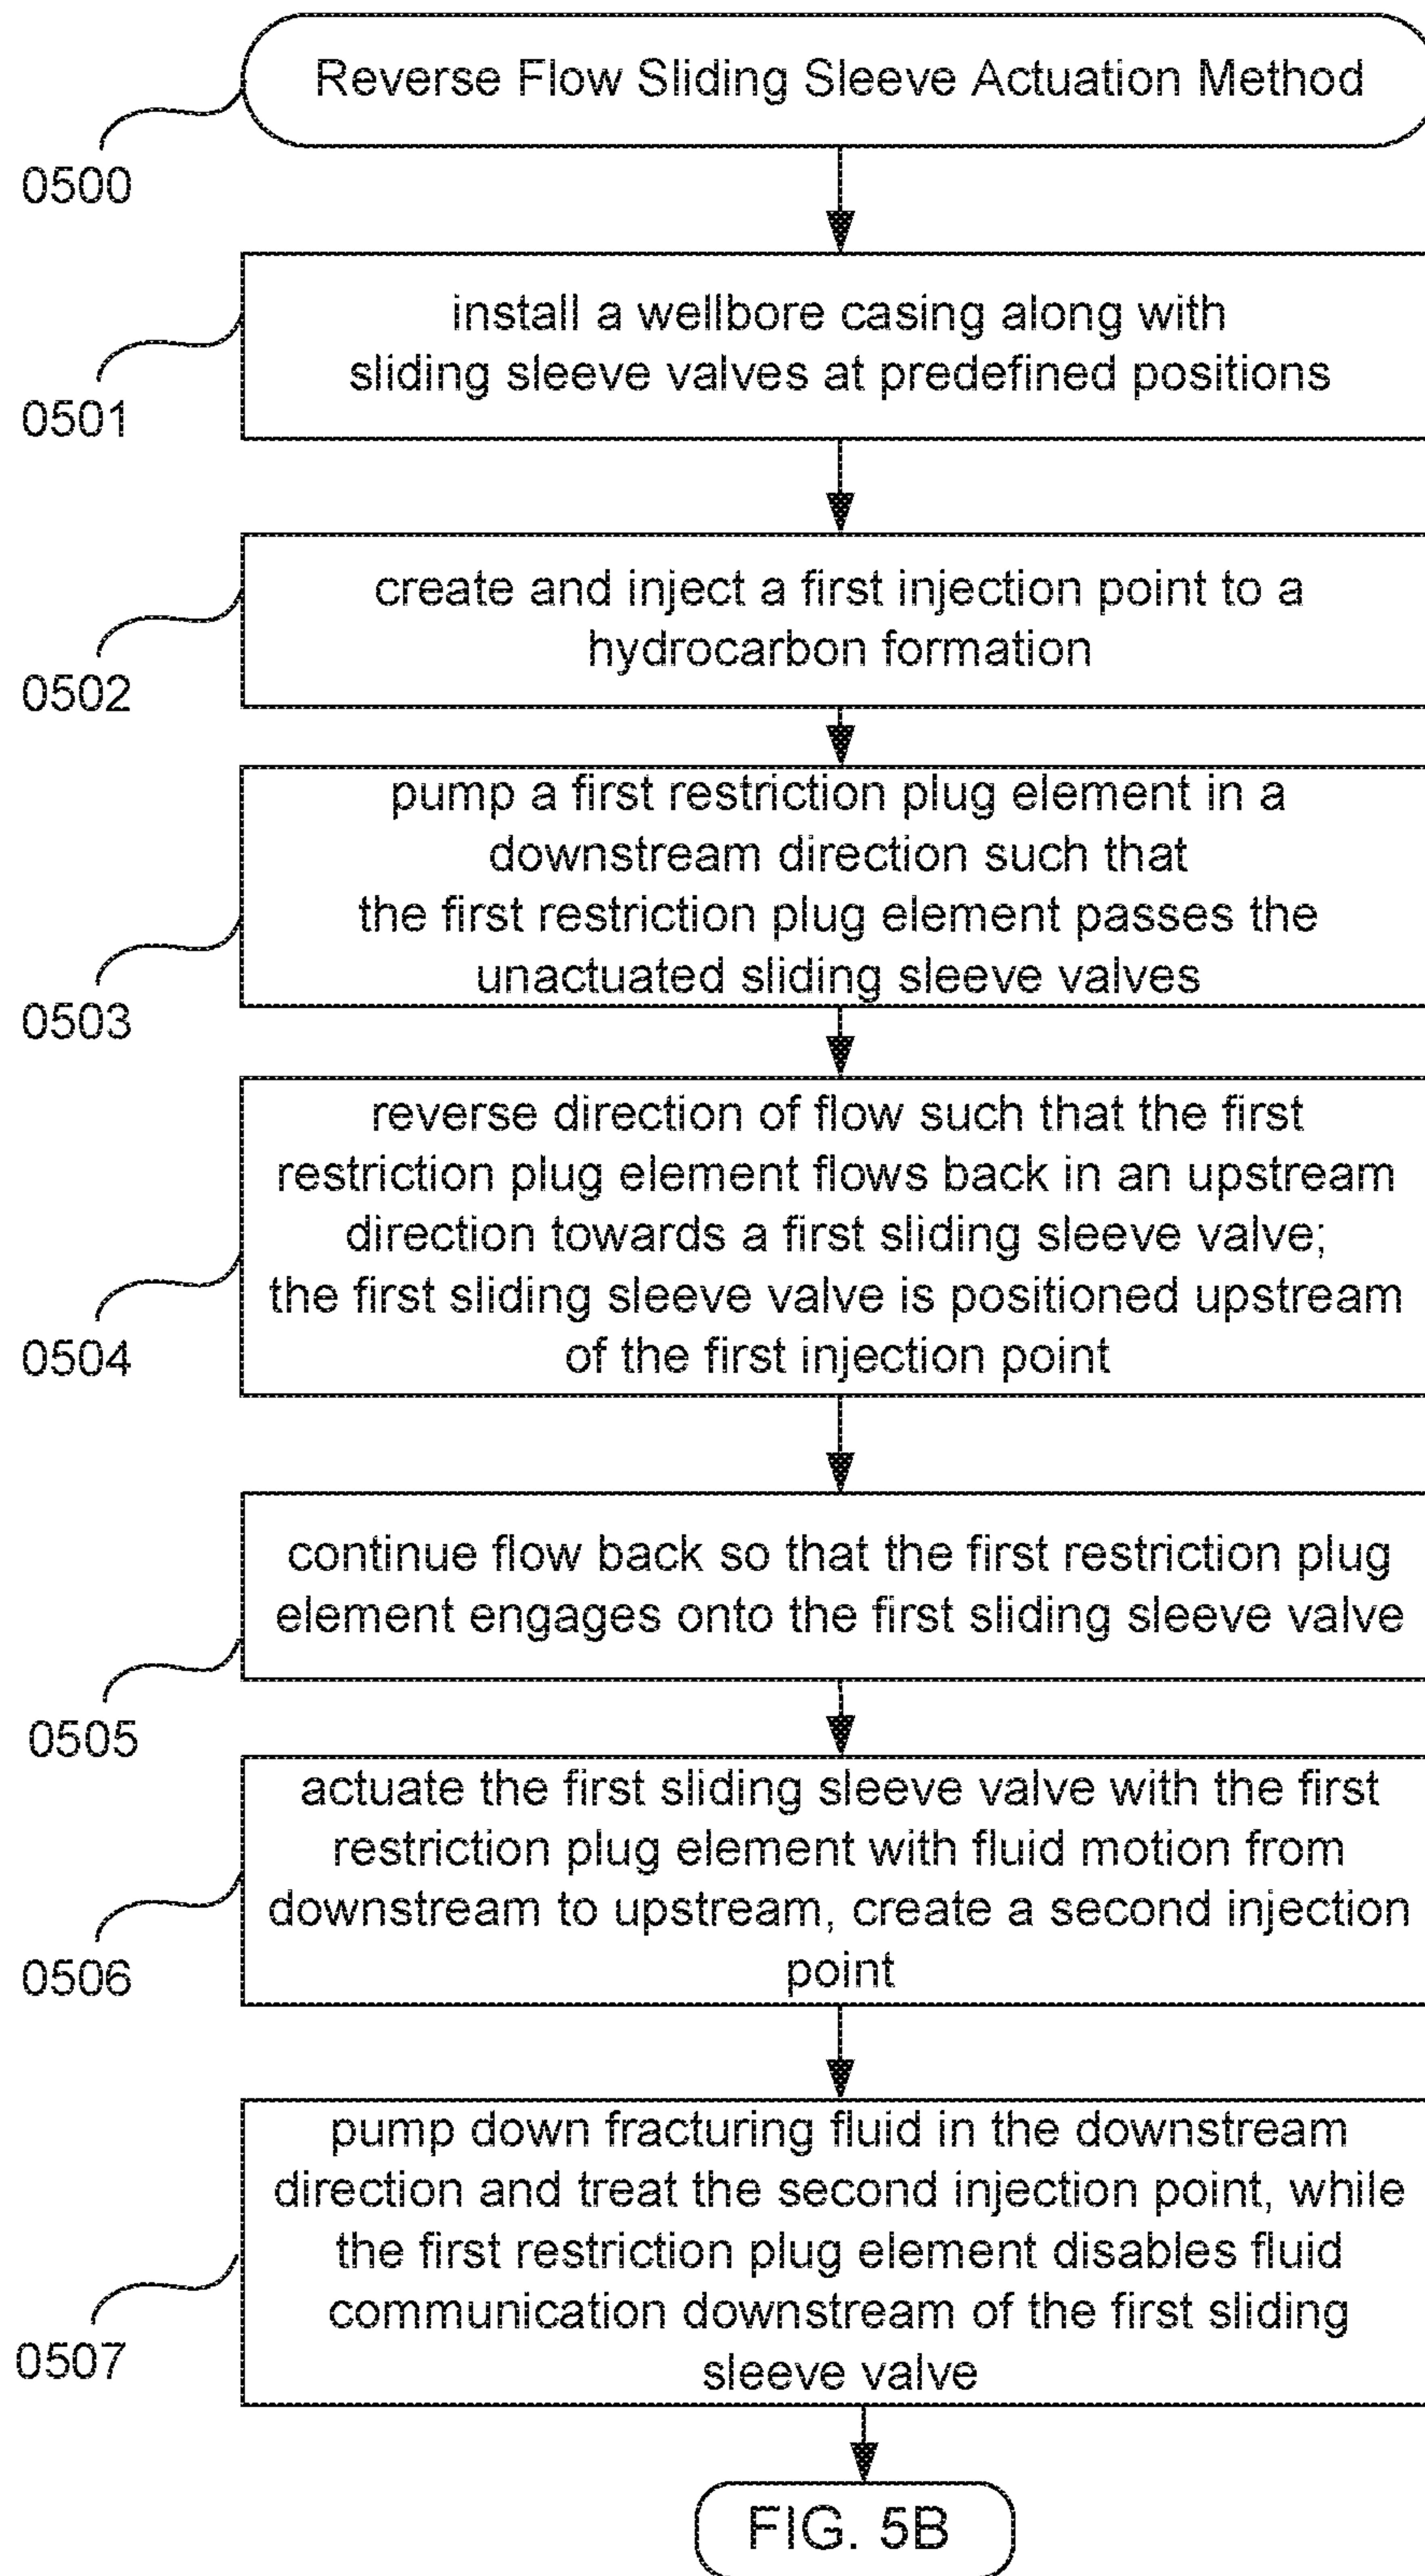 Reverse Flow Sliding Sleeve Actuation Method
0500
install a wellbore casing along with
sliding sleeve valves at predefined positions
0501
create and inject a first injection point to a
hydrocarbon formation
0502
pump a first restriction plug element in a
downstream direction such that
the first restriction plug element passes the
unactuated sliding sleeve valves
0503
reverse direction of flow such that the first
restriction plug element flows back in an upstream
direction towards a first sliding sleeve valve;
the first sliding sleeve valve is positioned upstream
of the first injection point
0504
continue flow back so that the first restriction plug
element engages onto the first sliding sleeve valve
0505
actuate the first sliding sleeve valve with the first
restriction plug element with fluid motion from
downstream to upstream, create a second injection
point
0506
pump down fracturing fluid in the downstream
direction and treat the second injection point, while
the first restriction plug element disables fluid
communication downstream of the first sliding
sleeve valve
0507
FIG. 5B